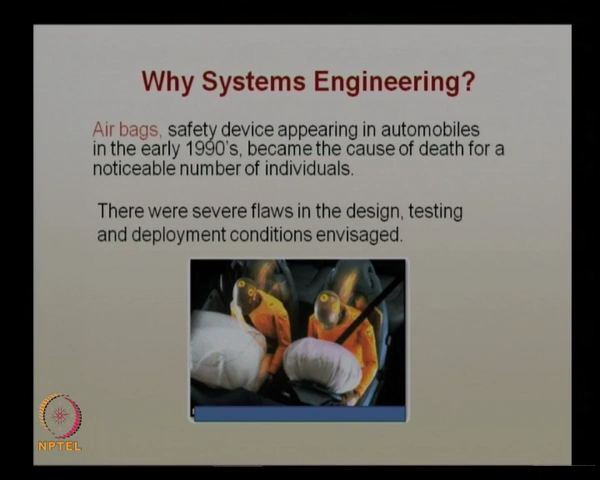 Why Systems Engineering?
Air bags, safety device appearing in automobiles
in the early 1990's, became the cause of death for a
noticeable number of individuals.
There were severe flaws in the design, testing
and deployment conditions envisaged.
NPTEL